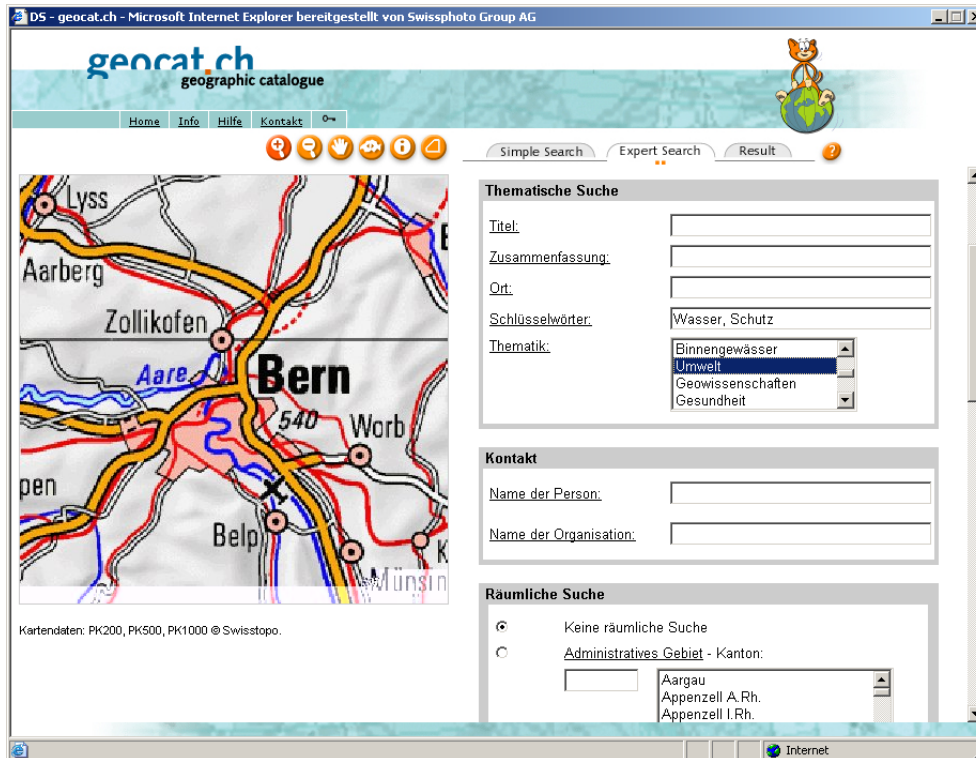 DS - geocat.ch - Microsoft Internet Explorer bereitgestellt von Swissphoto Group AG
geocat.ch
geographic catalogue
Home Info Hilfe Kontakt
Simple Search Expert Search Result ?
Lyss
Aarberg
Zollikofen
Aare
Bern
540
Worb
pen
Belp
K
Münsin
Kartendaten: PK200, PK500, PK1000 © Swisstopo.
Thematische Suche
Titel:
Zusammenfassung:
Ort:
Schlüsselwörter: Wasser, Schutz
Thematik: Binnengewässer
Umwelt
Geowissenschaften
Gesundheit
Kontakt
Name der Person:
Name der Organisation:
Räumliche Suche
Keine räumliche Suche
Administratives Gebiet - Kanton:
Aargau
Appenzell A.Rh.
Appenzell I.Rh.
Internet